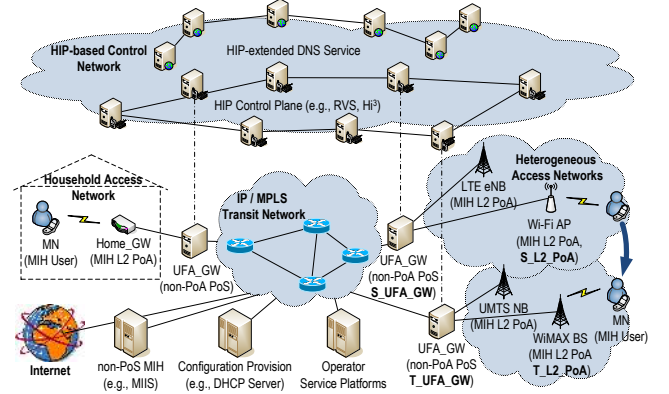 HIP-based Control
Network
HIP-extended DNS Service
HIP Control Plane (e.g., RVS, Hi³)
Household Access
Network
MN
(MIH User)
Home_GW
(MIH L2 PoA)
UFA_GW
(non-PoA PoS)
IP / MPLS
Transit Network
UFA_GW
(non-PoA PoS
S_UFA_GW)
Heterogeneous
Access Networks
LTE eNB
(MIH L2 PoA)
Wi-Fi AP
(MIH L2 PoA,
S_L2_PoA)
UMTS NB
(MIH L2 PoA)
WiMAX BS
(MIH L2 PoA
T_L2_PoA)
MN
(MIH User)
UFA_GW
(non-PoA PoS
T_UFA_GW)
Internet
non-PoS MIH
(e.g., MIIS)
Configuration Provision
(e.g., DHCP Server)
Operator
Service Platforms